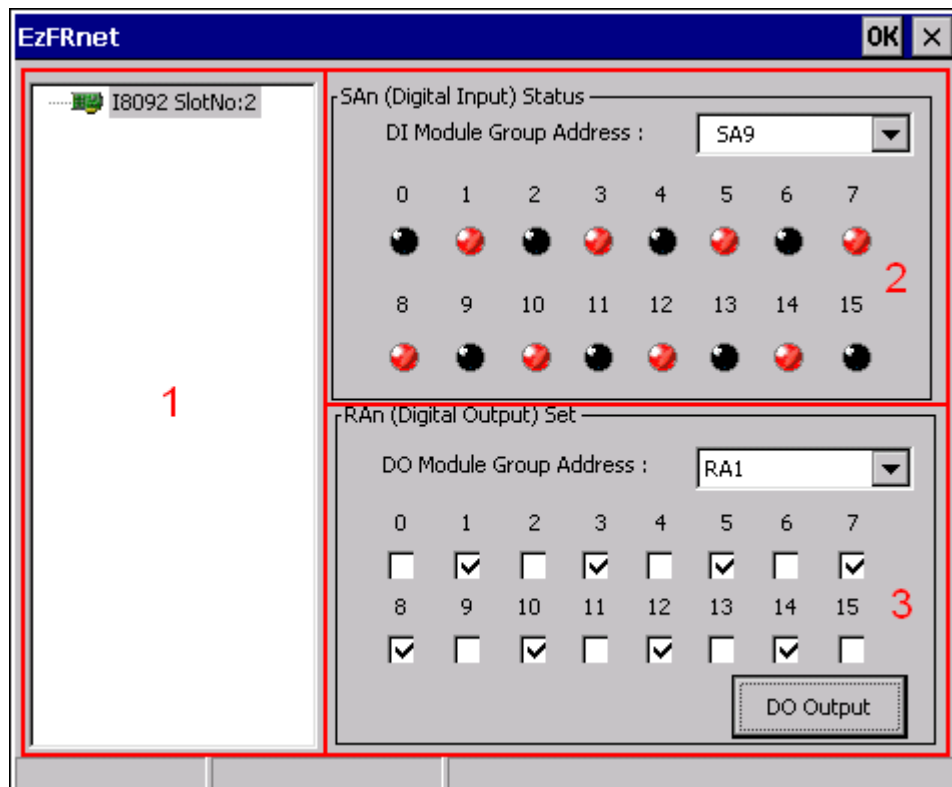 EzFRnet OK
I8092 SlotNo:2
1
SAn (Digital Input) Status
DI Module Group Address : SA9
0 1 2 3 4 5 6 7
8 9 10 11 12 13 14 15
2
RAn (Digital Output) Set
DO Module Group Address : RA1
0 1 2 3 4 5 6 7
8 9 10 11 12 13 14 15
3
DO Output